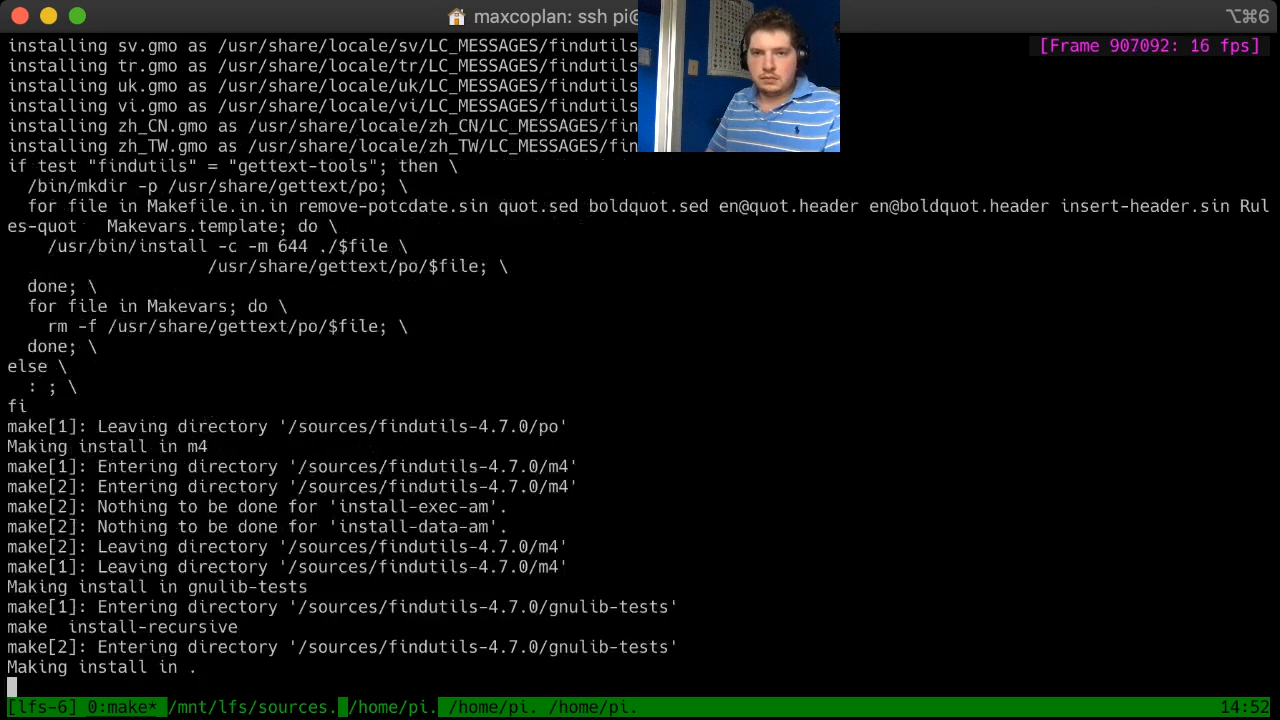 maxcoplan: ssh pi@
⌥⌘6
installing sv.gmo as /usr/share/locale/sv/LC_MESSAGES/findutils
[Frame 907092: 16 fps]
installing tr.gmo as /usr/share/locale/tr/LC_MESSAGES/findutils
installing uk.gmo as /usr/share/locale/uk/LC_MESSAGES/findutils
installing vi.gmo as /usr/share/locale/vi/LC_MESSAGES/findutils
installing zh_CN.gmo as /usr/share/locale/zh_CN/LC_MESSAGES/fin
installing zh_TW.gmo as /usr/share/locale/zh_TW/LC_MESSAGES/fin
if test "findutils" = "gettext-tools"; then \
  /bin/mkdir -p /usr/share/gettext/po; \
  for file in Makefile.in.in remove-potcdate.sin quot.sed boldquot.sed en@quot.header en@boldquot.header insert-header.sin Rul
es-quot   Makevars.template; do \
    /usr/bin/install -c -m 644 ./$file \
                    /usr/share/gettext/po/$file; \
  done; \
  for file in Makevars; do \
    rm -f /usr/share/gettext/po/$file; \
  done; \
else \
  : ; \
fi
make[1]: Leaving directory '/sources/findutils-4.7.0/po'
Making install in m4
make[1]: Entering directory '/sources/findutils-4.7.0/m4'
make[2]: Entering directory '/sources/findutils-4.7.0/m4'
make[2]: Nothing to be done for 'install-exec-am'.
make[2]: Nothing to be done for 'install-data-am'.
make[2]: Leaving directory '/sources/findutils-4.7.0/m4'
make[1]: Leaving directory '/sources/findutils-4.7.0/m4'
Making install in gnulib-tests
make[1]: Entering directory '/sources/findutils-4.7.0/gnulib-tests'
make  install-recursive
make[2]: Entering directory '/sources/findutils-4.7.0/gnulib-tests'
Making install in .
[lfs-6] 0:make* /mnt/lfs/sources. /home/pi. /home/pi. /home/pi. 14:52